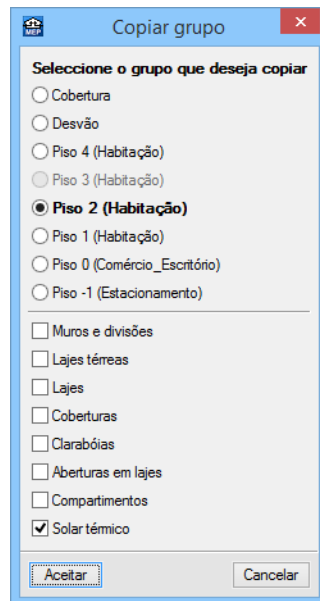 MEP
Copiar grupo
Seleccione o grupo que deseja copiar
Cobertura
Desvão
Piso 4 (Habitação)
Piso 3 (Habitação)
Piso 2 (Habitação)
Piso 1 (Habitação)
Piso 0 (Comércio_Escritório)
Piso -1 (Estacionamento)
Muros e divisões
Lajes térreas
Lajes
Coberturas
Clarabóias
Aberturas em lajes
Compartimentos
Solar térmico
Aceitar
Cancelar